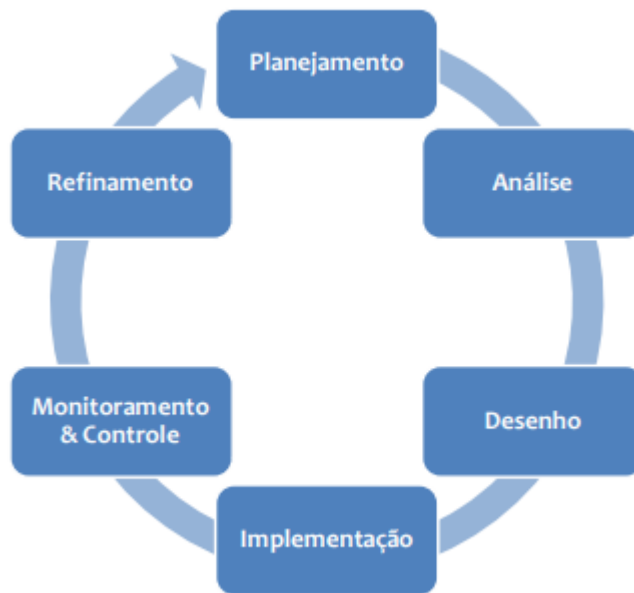 Planejamento
Análise
Desenho
Implementação
Monitoramento
& Controle
Refinamento